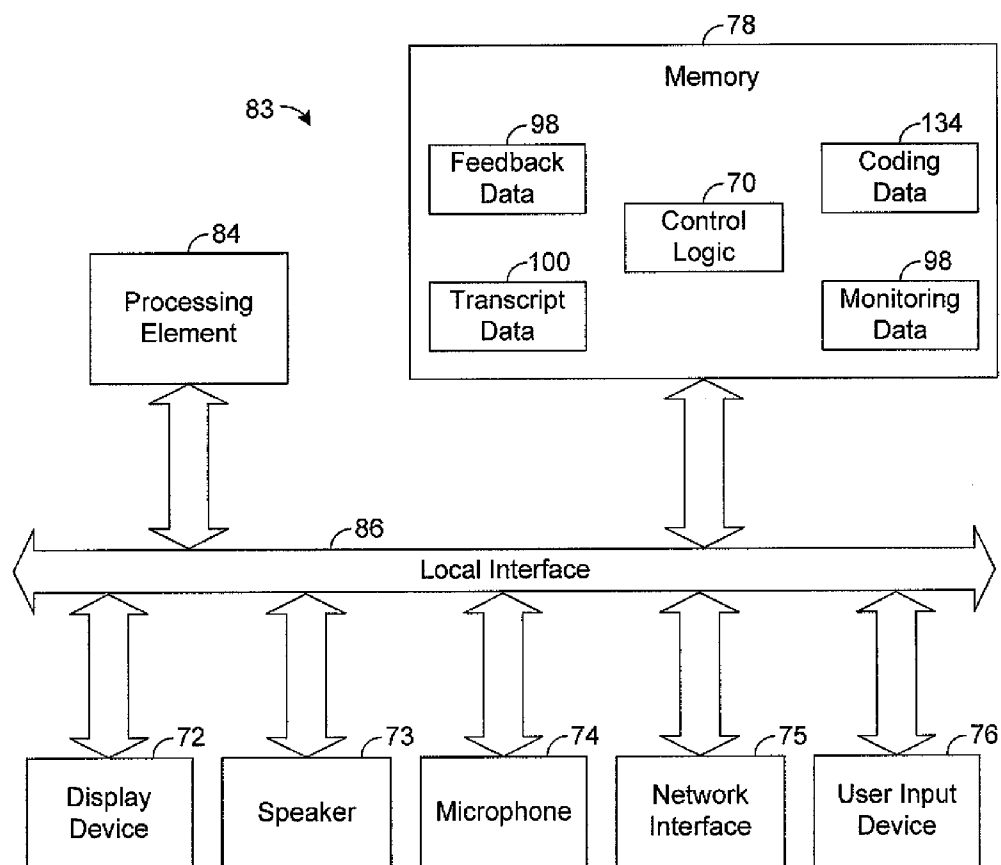 78
Memory
83
98
Feedback
Data
134
Coding
Data
70
Control
Logic
84
Processing
Element
100
Transcript
Data
98
Monitoring
Data
86
Local Interface
72
Display
Device
73
Speaker
74
Microphone
75
Network
Interface
76
User Input
Device